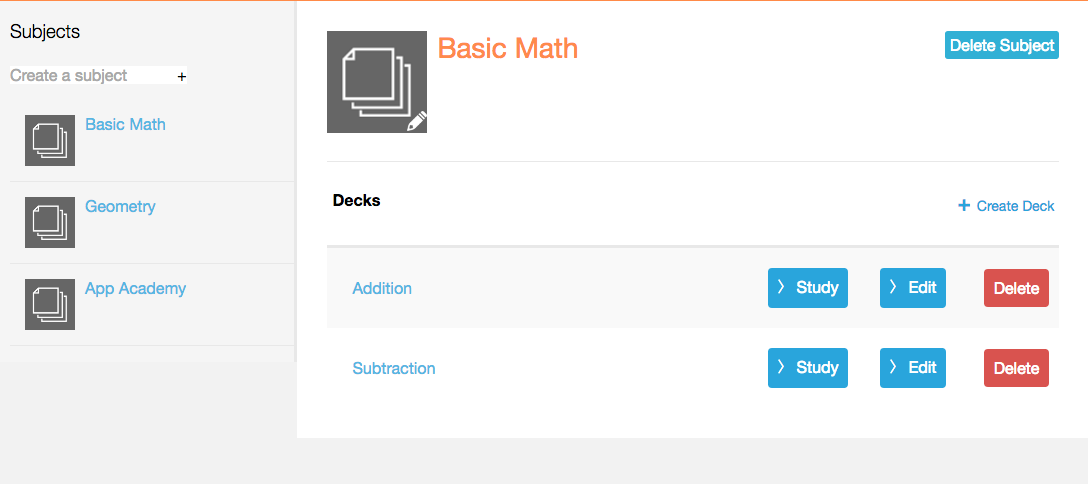 Subjects
Create a subject +
Basic Math
Geometry
App Academy
Basic Math
Delete Subject
Decks
+ Create Deck
Addition
> Study
> Edit
Delete
Subtraction
> Study
> Edit
Delete